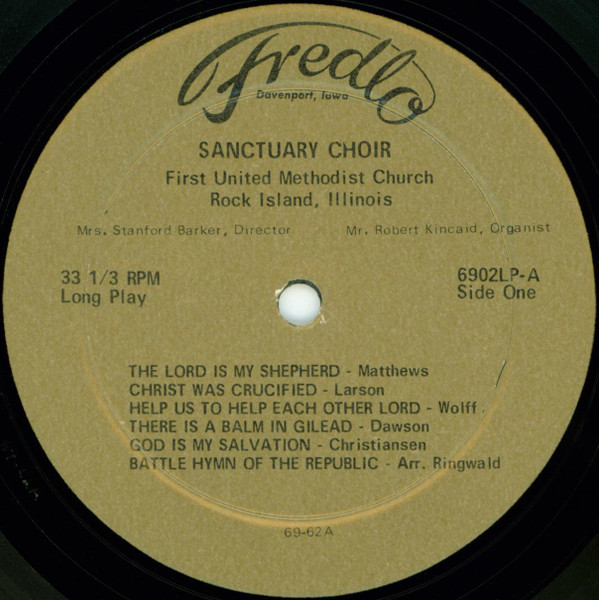 Fredlo
Davenport, Iowa
SANCTUARY CHOIR
First United Methodist Church
Rock Island, Illinois
Mrs. Stanford Barker, Director Mr. Robert Kincaid, Organist
33 1/3 RPM 6902LP-A
Long Play Side One
THE LORD IS MY SHEPHERD - Matthews
CHRIST WAS CRUCIFIED - Larson
HELP US TO HELP EACH OTHER LORD - Wolff
THERE IS A BALM IN GILEAD - Dawson
GOD IS MY SALVATION - Christiansen
BATTLE HYMN OF THE REPUBLIC - Arr. Ringwald
69-62A